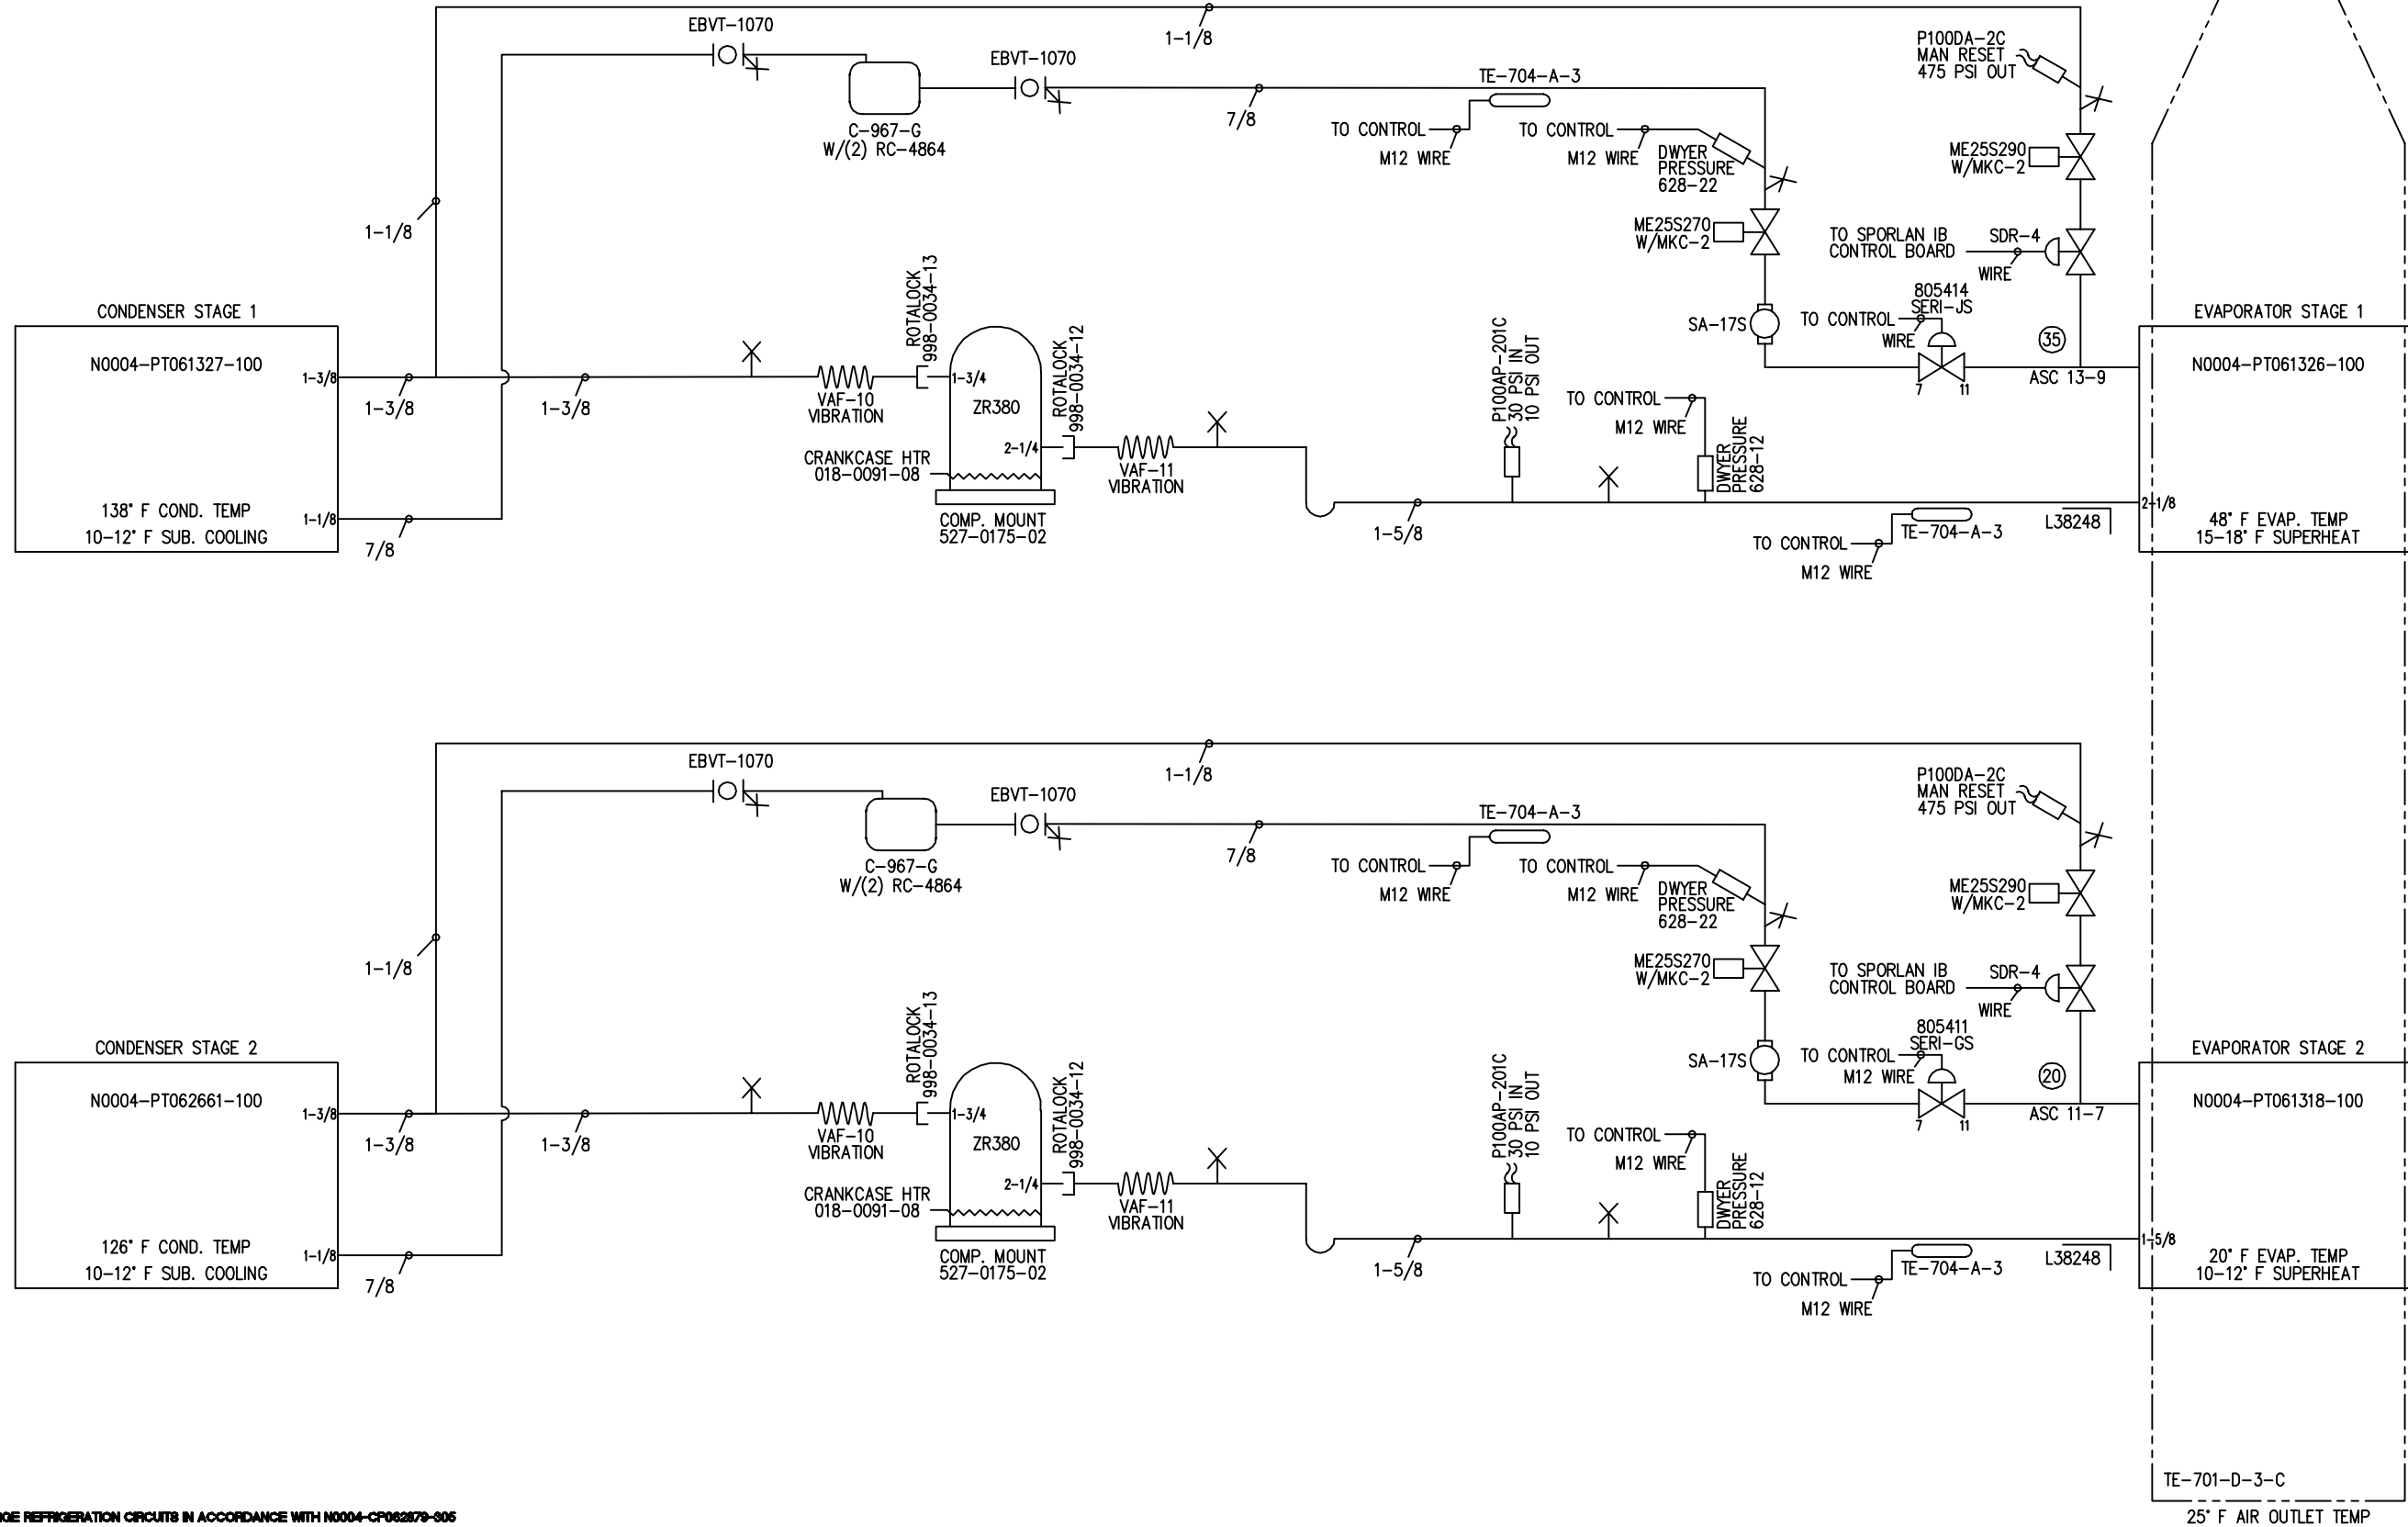 EBVT-1070
1-1/8
P100DA-2C
MAN RESET
475 PSI OUT
EBVT-1070
TE-704-A-3
C-967-G
W/(2) RC-4864
7/8
TO CONTROL
M12 WIRE
TO CONTROL
M12 WIRE
DWYER
PRESSURE
628-22
ME25S290
W/MKC-2
1-1/8
ME25S270
W/MKC-2
TO SPORLAN IB
CONTROL BOARD
SDR-4
WIRE
CONDENSER STAGE 1
N0004-PT061327-100
1-3/8
1-3/8
1-3/8
138° F COND. TEMP
10-12° F SUB. COOLING
1-1/8
7/8
VAF-10
VIBRATION
ROTALOCK
998-0034-13
1-3/4
ZR380
2-1/4
ROTALOCK
998-0034-12
CRANKCASE HTR
018-0091-08
COMP. MOUNT
527-0175-02
VAF-11
VIBRATION
1-5/8
P100AP-201C
30 PSI IN
10 PSI OUT
TO CONTROL
M12 WIRE
DWYER
PRESSURE
628-12
SA-17S
805414
SERI-JS
TO CONTROL
WIRE
7
11
35
ASC 13-9
TO CONTROL
M12 WIRE
TE-704-A-3
L38248
EVAPORATOR STAGE 1
N0004-PT061326-100
2-1/8
48° F EVAP. TEMP
15-18° F SUPERHEAT
EBVT-1070
1-1/8
P100DA-2C
MAN RESET
475 PSI OUT
EBVT-1070
TE-704-A-3
C-967-G
W/(2) RC-4864
7/8
TO CONTROL
M12 WIRE
TO CONTROL
M12 WIRE
DWYER
PRESSURE
628-22
ME25S290
W/MKC-2
1-1/8
ME25S270
W/MKC-2
TO SPORLAN IB
CONTROL BOARD
SDR-4
WIRE
CONDENSER STAGE 2
N0004-PT062661-100
1-3/8
1-3/8
1-3/8
126° F COND. TEMP
10-12° F SUB. COOLING
1-1/8
7/8
VAF-10
VIBRATION
ROTALOCK
998-0034-13
1-3/4
ZR380
2-1/4
ROTALOCK
998-0034-12
CRANKCASE HTR
018-0091-08
COMP. MOUNT
527-0175-02
VAF-11
VIBRATION
1-5/8
P100AP-201C
30 PSI IN
10 PSI OUT
TO CONTROL
M12 WIRE
DWYER
PRESSURE
628-12
SA-17S
805411
SERI-GS
TO CONTROL
M12 WIRE
7
11
20
ASC 11-7
TO CONTROL
M12 WIRE
TE-704-A-3
L38248
EVAPORATOR STAGE 2
N0004-PT061318-100
1-5/8
20° F EVAP. TEMP
10-12° F SUPERHEAT
TE-701-D-3-C
25° F AIR OUTLET TEMP
REFRIGERATION CIRCUITS IN ACCORDANCE WITH N0004-CP062879-305